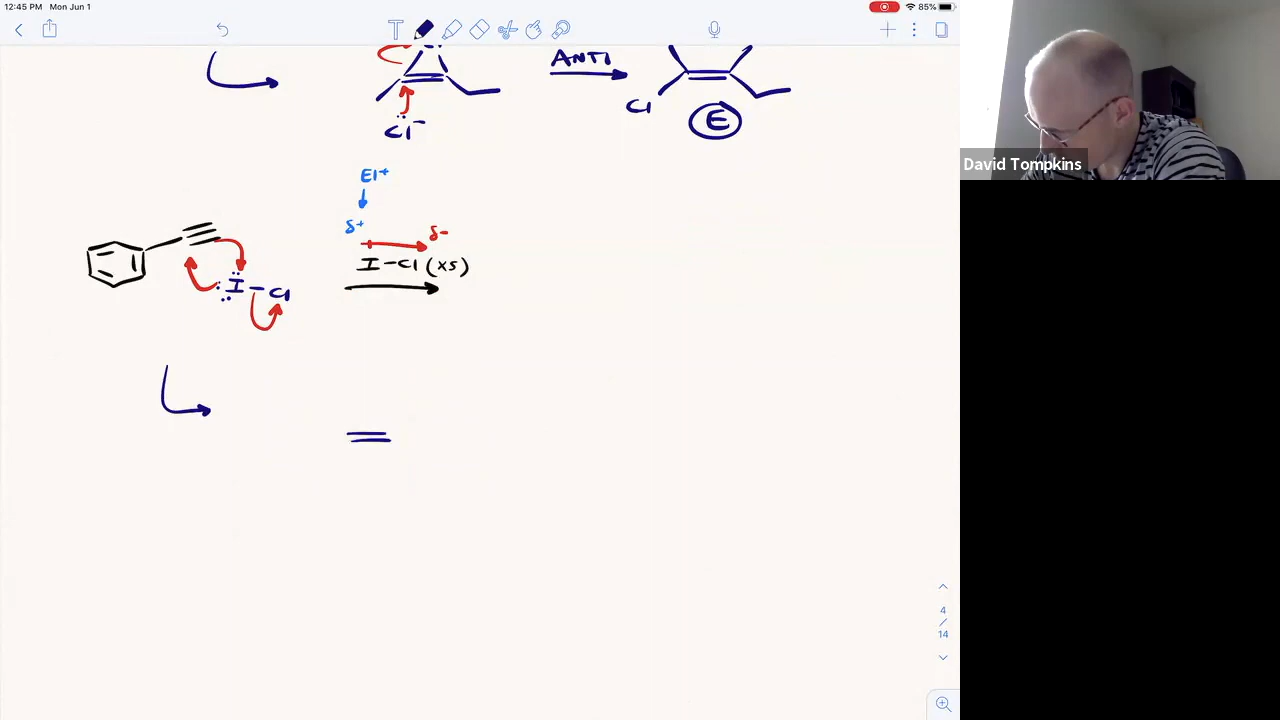 12:45 PM Mon Jun 1
85%
T
ANTI
Cl
Cl⁻
E
El⁺
δ+
δ-
I-Cl (xs)
I-Cl
David Tompkins
4
/
14